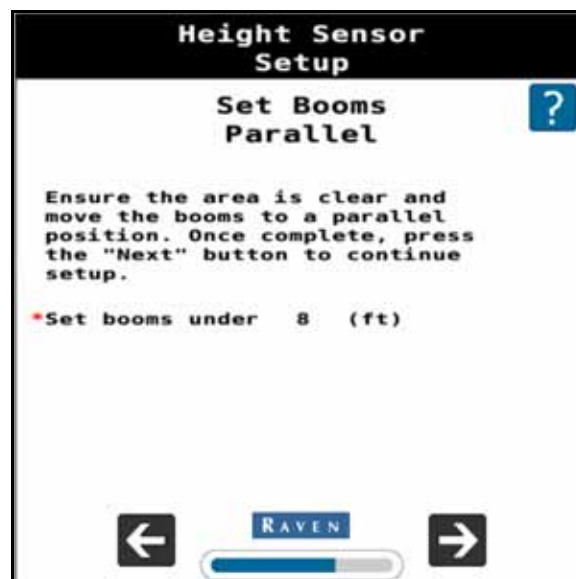 Height Sensor
Setup
Set Booms
Parallel
?
Ensure the area is clear and
move the booms to a parallel
position. Once complete, press
the "Next" button to continue
setup.
*Set booms under 8 (ft)
RAVEN